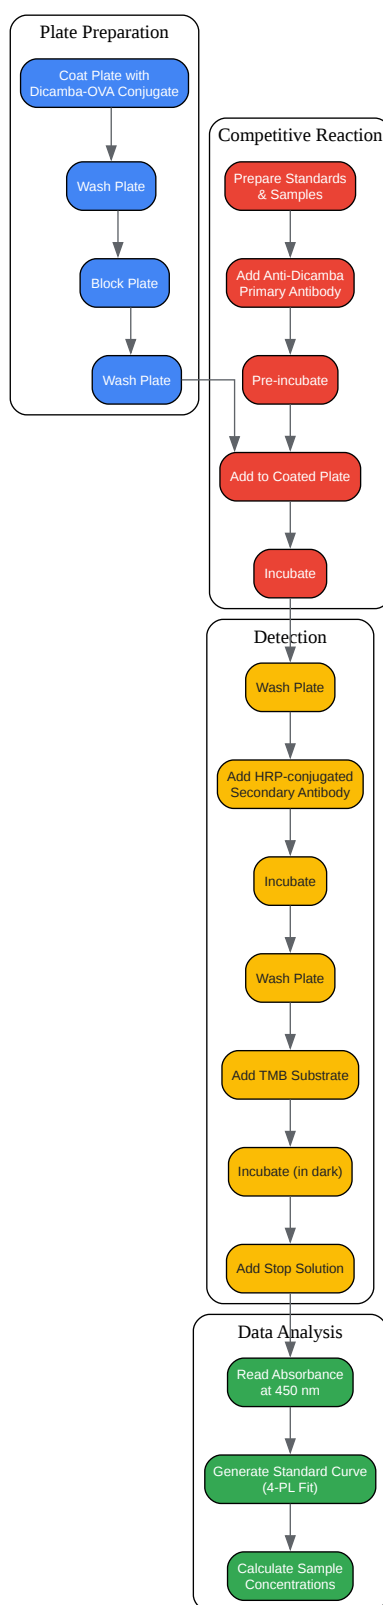 Plate Preparation
Coat Plate with
Dicamba-OVA Conjugate
Wash Plate
Block Plate
Wash Plate
Competitive Reaction
Prepare Standards
& Samples
Add Anti-Dicamba
Primary Antibody
Pre-incubate
Add to Coated Plate
Incubate
Detection
Wash Plate
Add HRP-conjugated
Secondary Antibody
Incubate
Wash Plate
Add TMB Substrate
Incubate (in dark)
Add Stop Solution
Data Analysis
Read Absorbance
at 450 nm
Generate Standard Curve
(4-PL Fit)
Calculate Sample
Concentrations